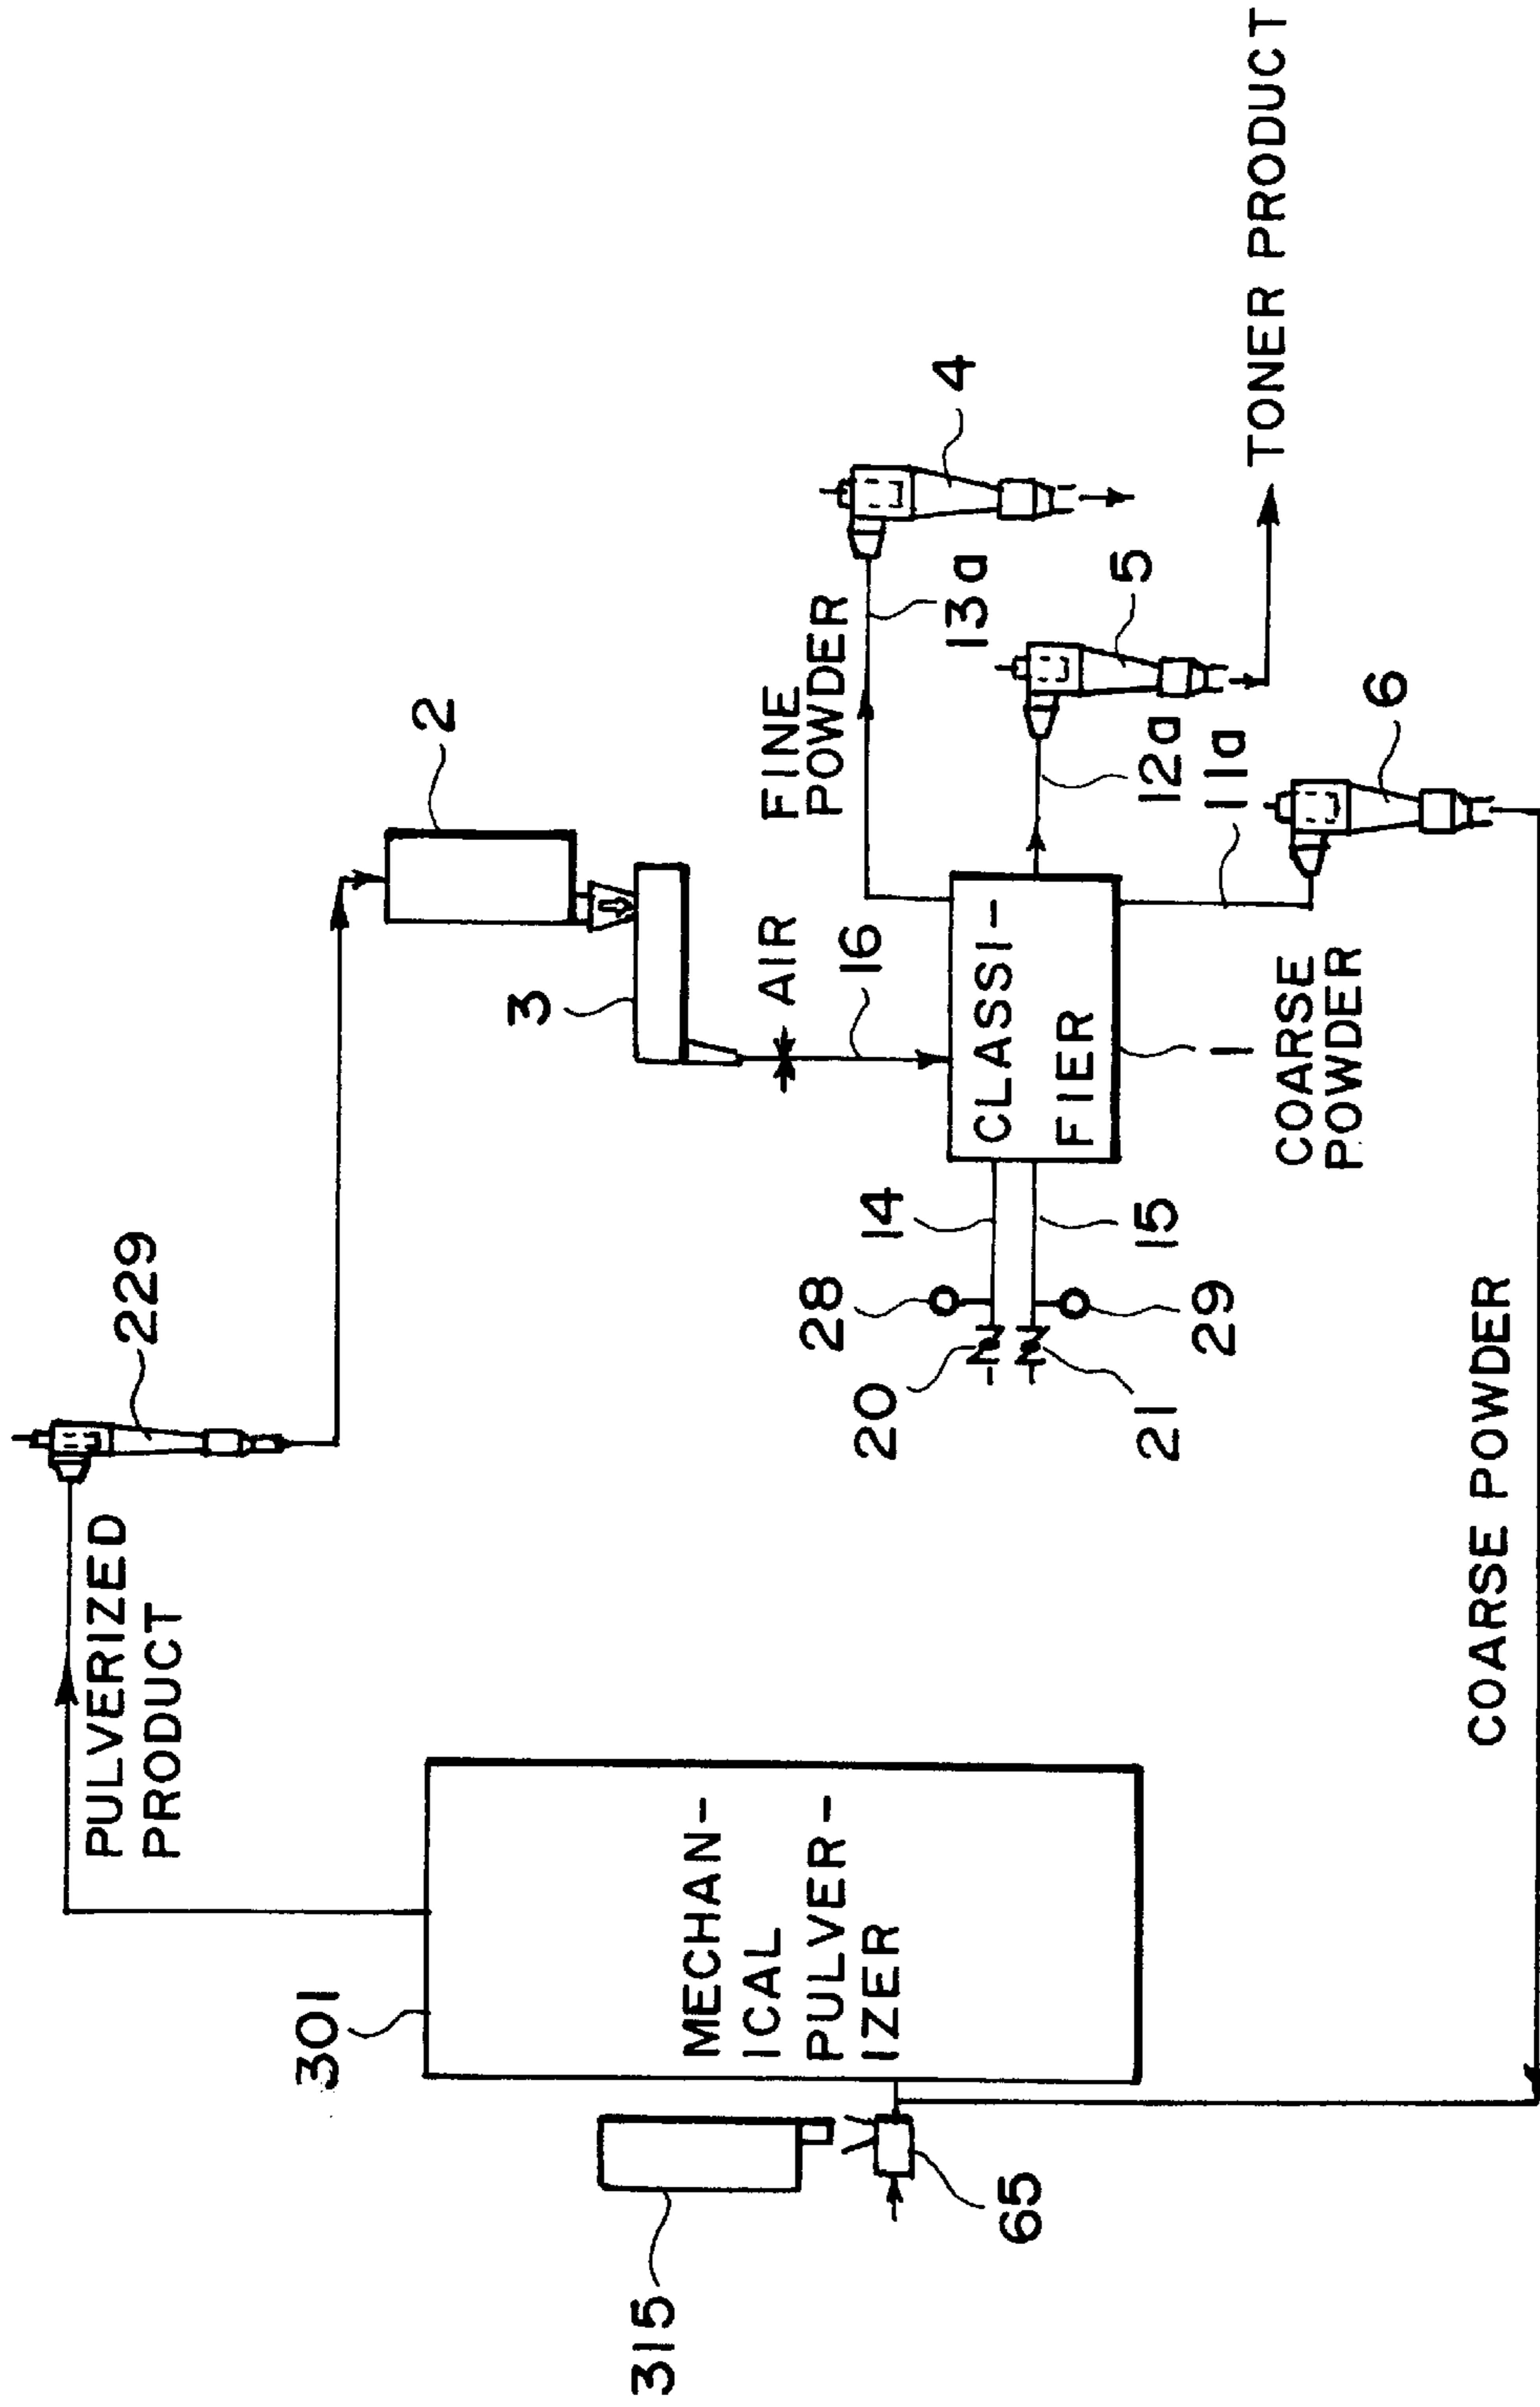 PULVERIZED
PRODUCT
229
301
MECHAN-
ICAL
PULVER-
IZER
315
65
2
3
AIR
16
FINE
POWDER
13a
4
CLASSI-
FIER
1
14
15
28
20
29
21
12a
5
11a
6
COARSE
POWDER
COARSE POWDER
TONER PRODUCT